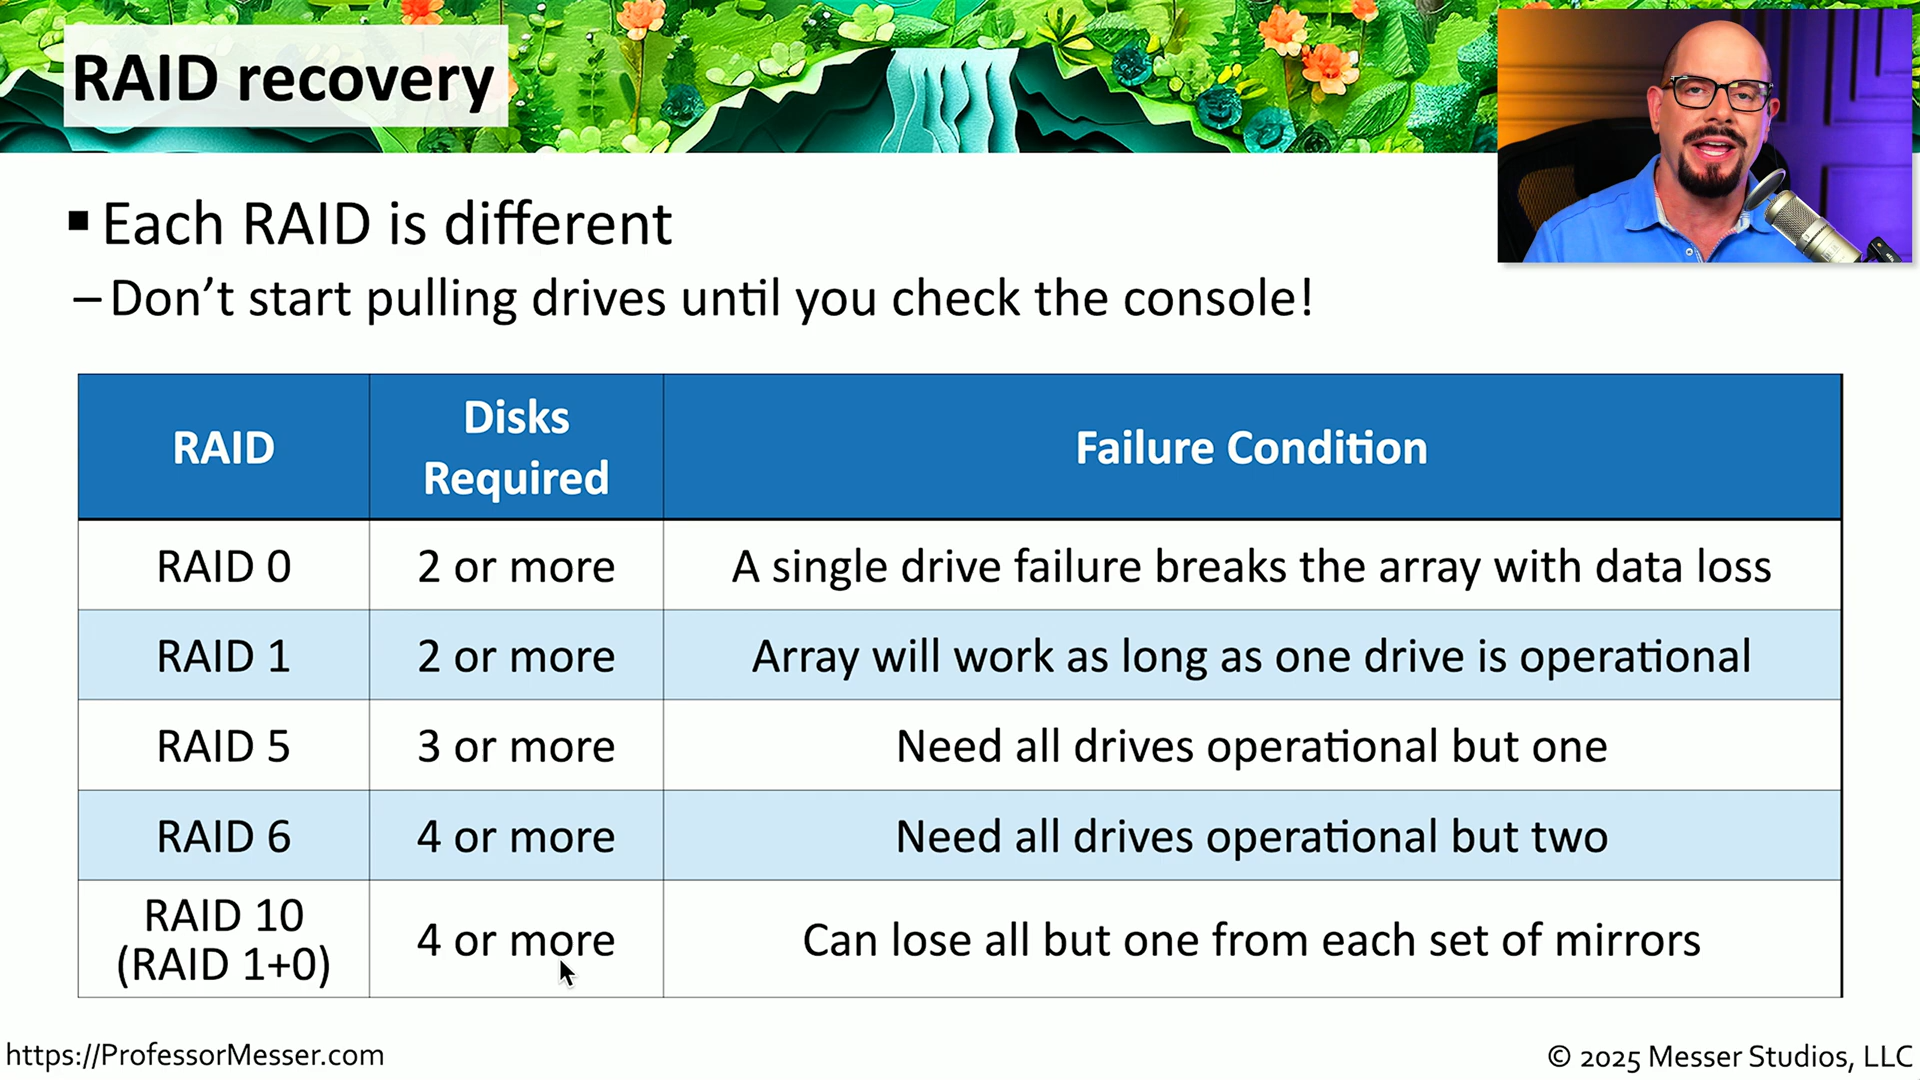 RAID recovery
▪ Each RAID is different
– Don’t start pulling drives until you check the console!
RAID
Disks
Required
Failure Condition
RAID 0
2 or more
A single drive failure breaks the array with data loss
RAID 1
2 or more
Array will work as long as one drive is operational
RAID 5
3 or more
Need all drives operational but one
RAID 6
4 or more
Need all drives operational but two
RAID 10
(RAID 1+0)
4 or more
Can lose all but one from each set of mirrors
https://ProfessorMesser.com
© 2025 Messer Studios, LLC